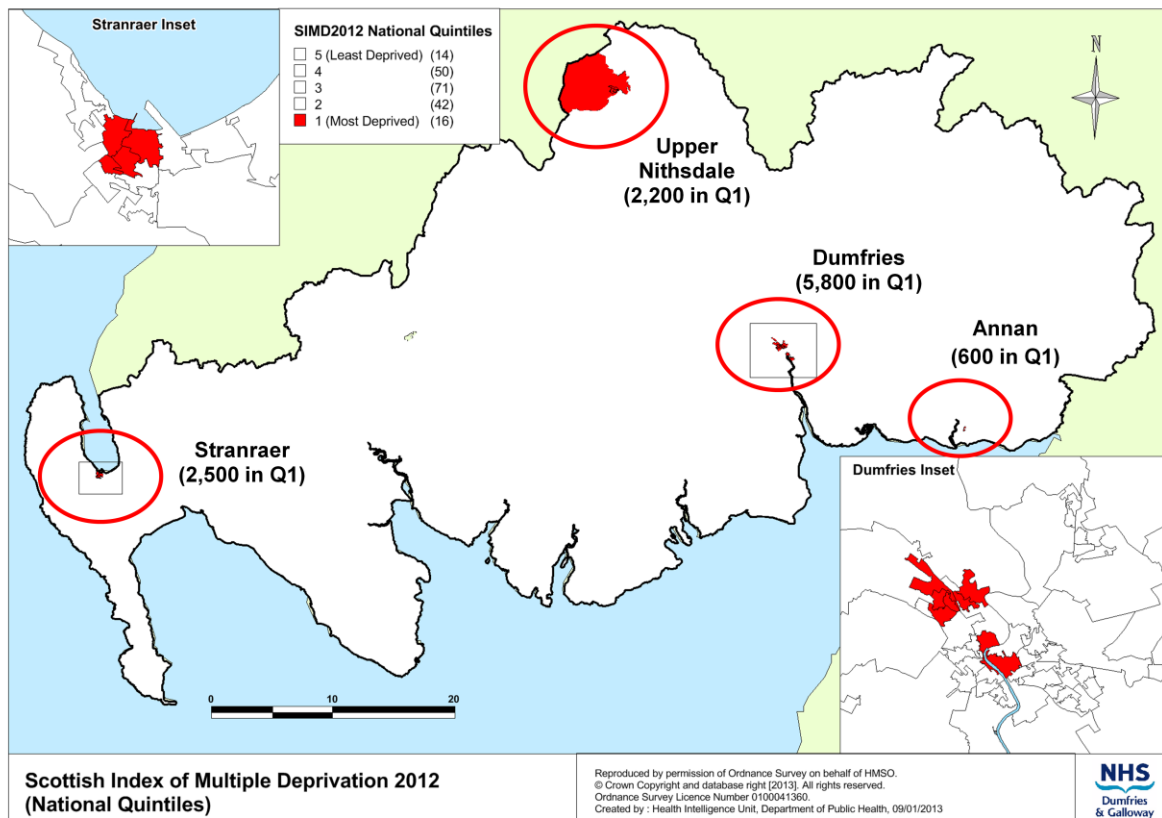 Stranraer Inset
SIMD2012 National Quintiles
5 (Least Deprived) (14)
4 (50)
3 (71)
2 (42)
1 (Most Deprived) (16)
N
Upper
Nithsdale
(2,200 in Q1)
Dumfries
(5,800 in Q1)
Annan
(600 in Q1)
Stranraer
(2,500 in Q1)
Dumfries Inset
0 10 20
Scottish Index of Multiple Deprivation 2012
(National Quintiles)
Reproduced by permission of Ordnance Survey on behalf of HMSO.
© Crown Copyright and database right [2013]. All rights reserved.
Ordnance Survey Licence Number 0100041360.
Created by : Health Intelligence Unit, Department of Public Health, 09/01/2013
NHS
Dumfries
& Galloway